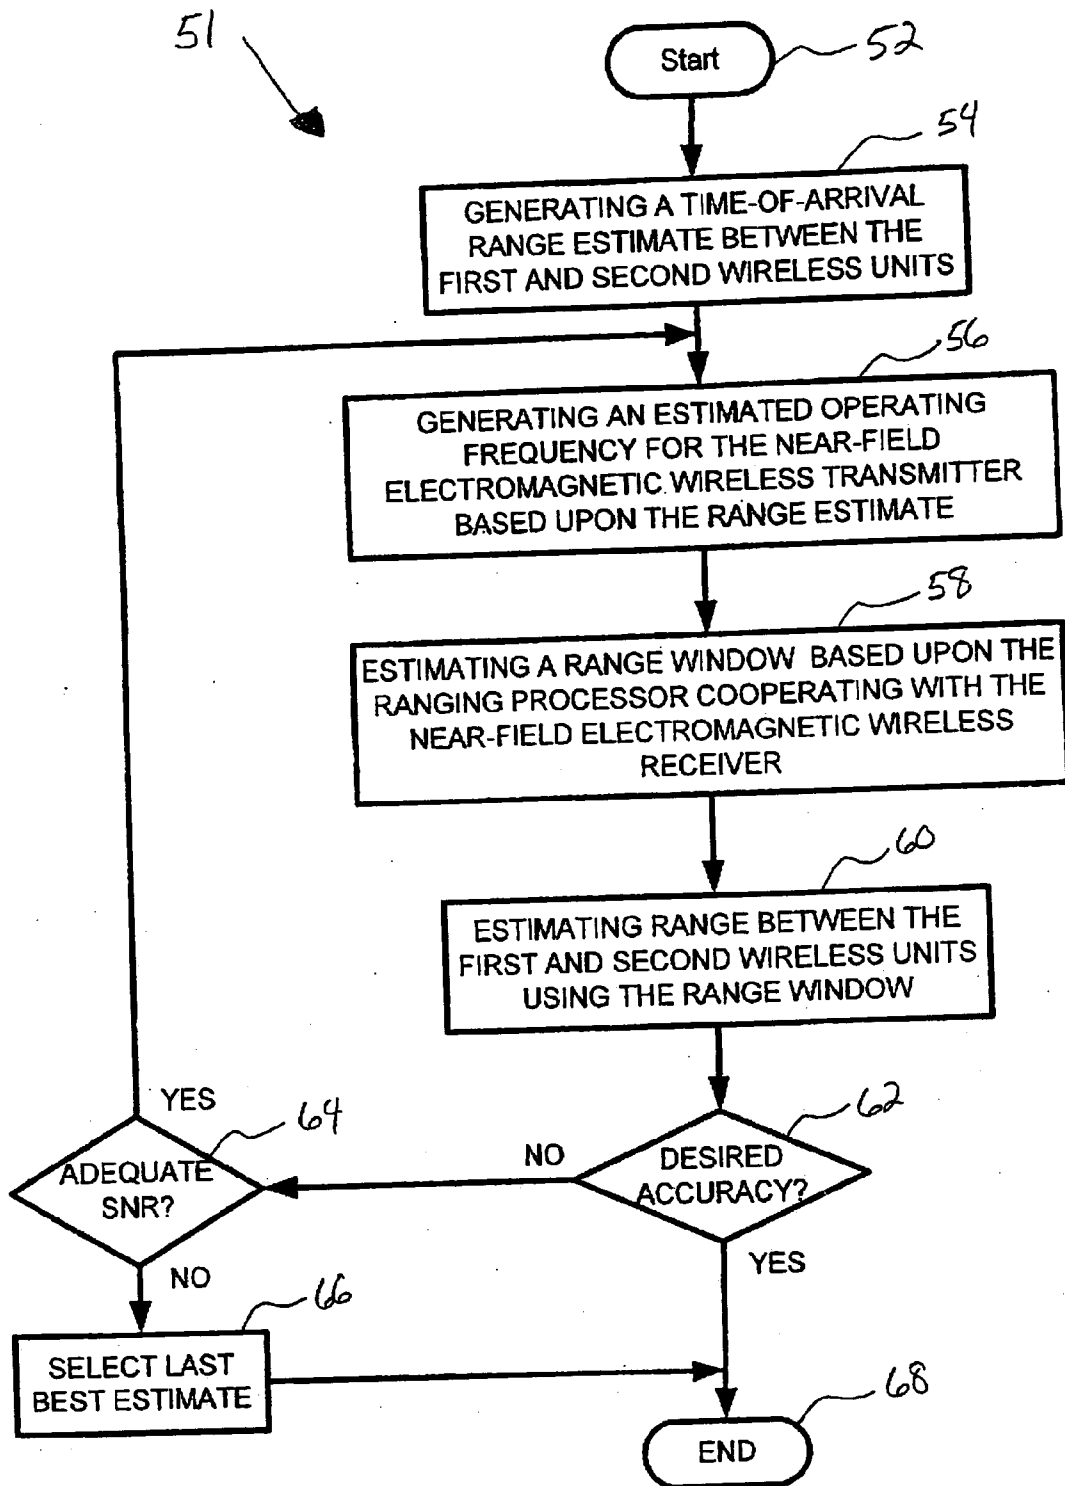 51
Start
52
54
GENERATING A TIME-OF-ARRIVAL
RANGE ESTIMATE BETWEEN THE
FIRST AND SECOND WIRELESS UNITS
56
GENERATING AN ESTIMATED OPERATING
FREQUENCY FOR THE NEAR-FIELD
ELECTROMAGNETIC WIRELESS TRANSMITTER
BASED UPON THE RANGE ESTIMATE
58
ESTIMATING A RANGE WINDOW BASED UPON THE
RANGING PROCESSOR COOPERATING WITH THE
NEAR-FIELD ELECTROMAGNETIC WIRELESS
RECEIVER
60
ESTIMATING RANGE BETWEEN THE
FIRST AND SECOND WIRELESS UNITS
USING THE RANGE WINDOW
62
DESIRED
ACCURACY?
NO
YES
64
ADEQUATE
SNR?
YES
NO
66
SELECT LAST
BEST ESTIMATE
68
END